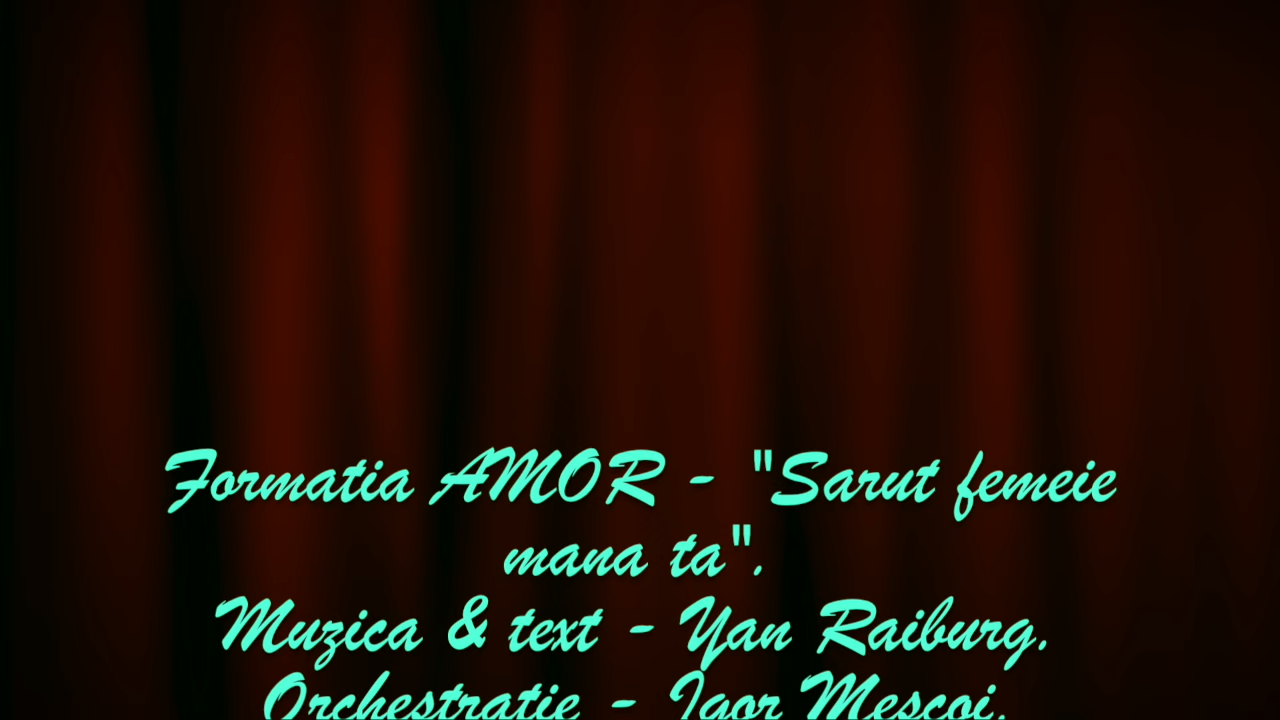 Formatia AMOR - "Sarut femeie
mana ta".
Muzica & text - Yan Raiburg.
Orchestratie - Igor Mescoi.